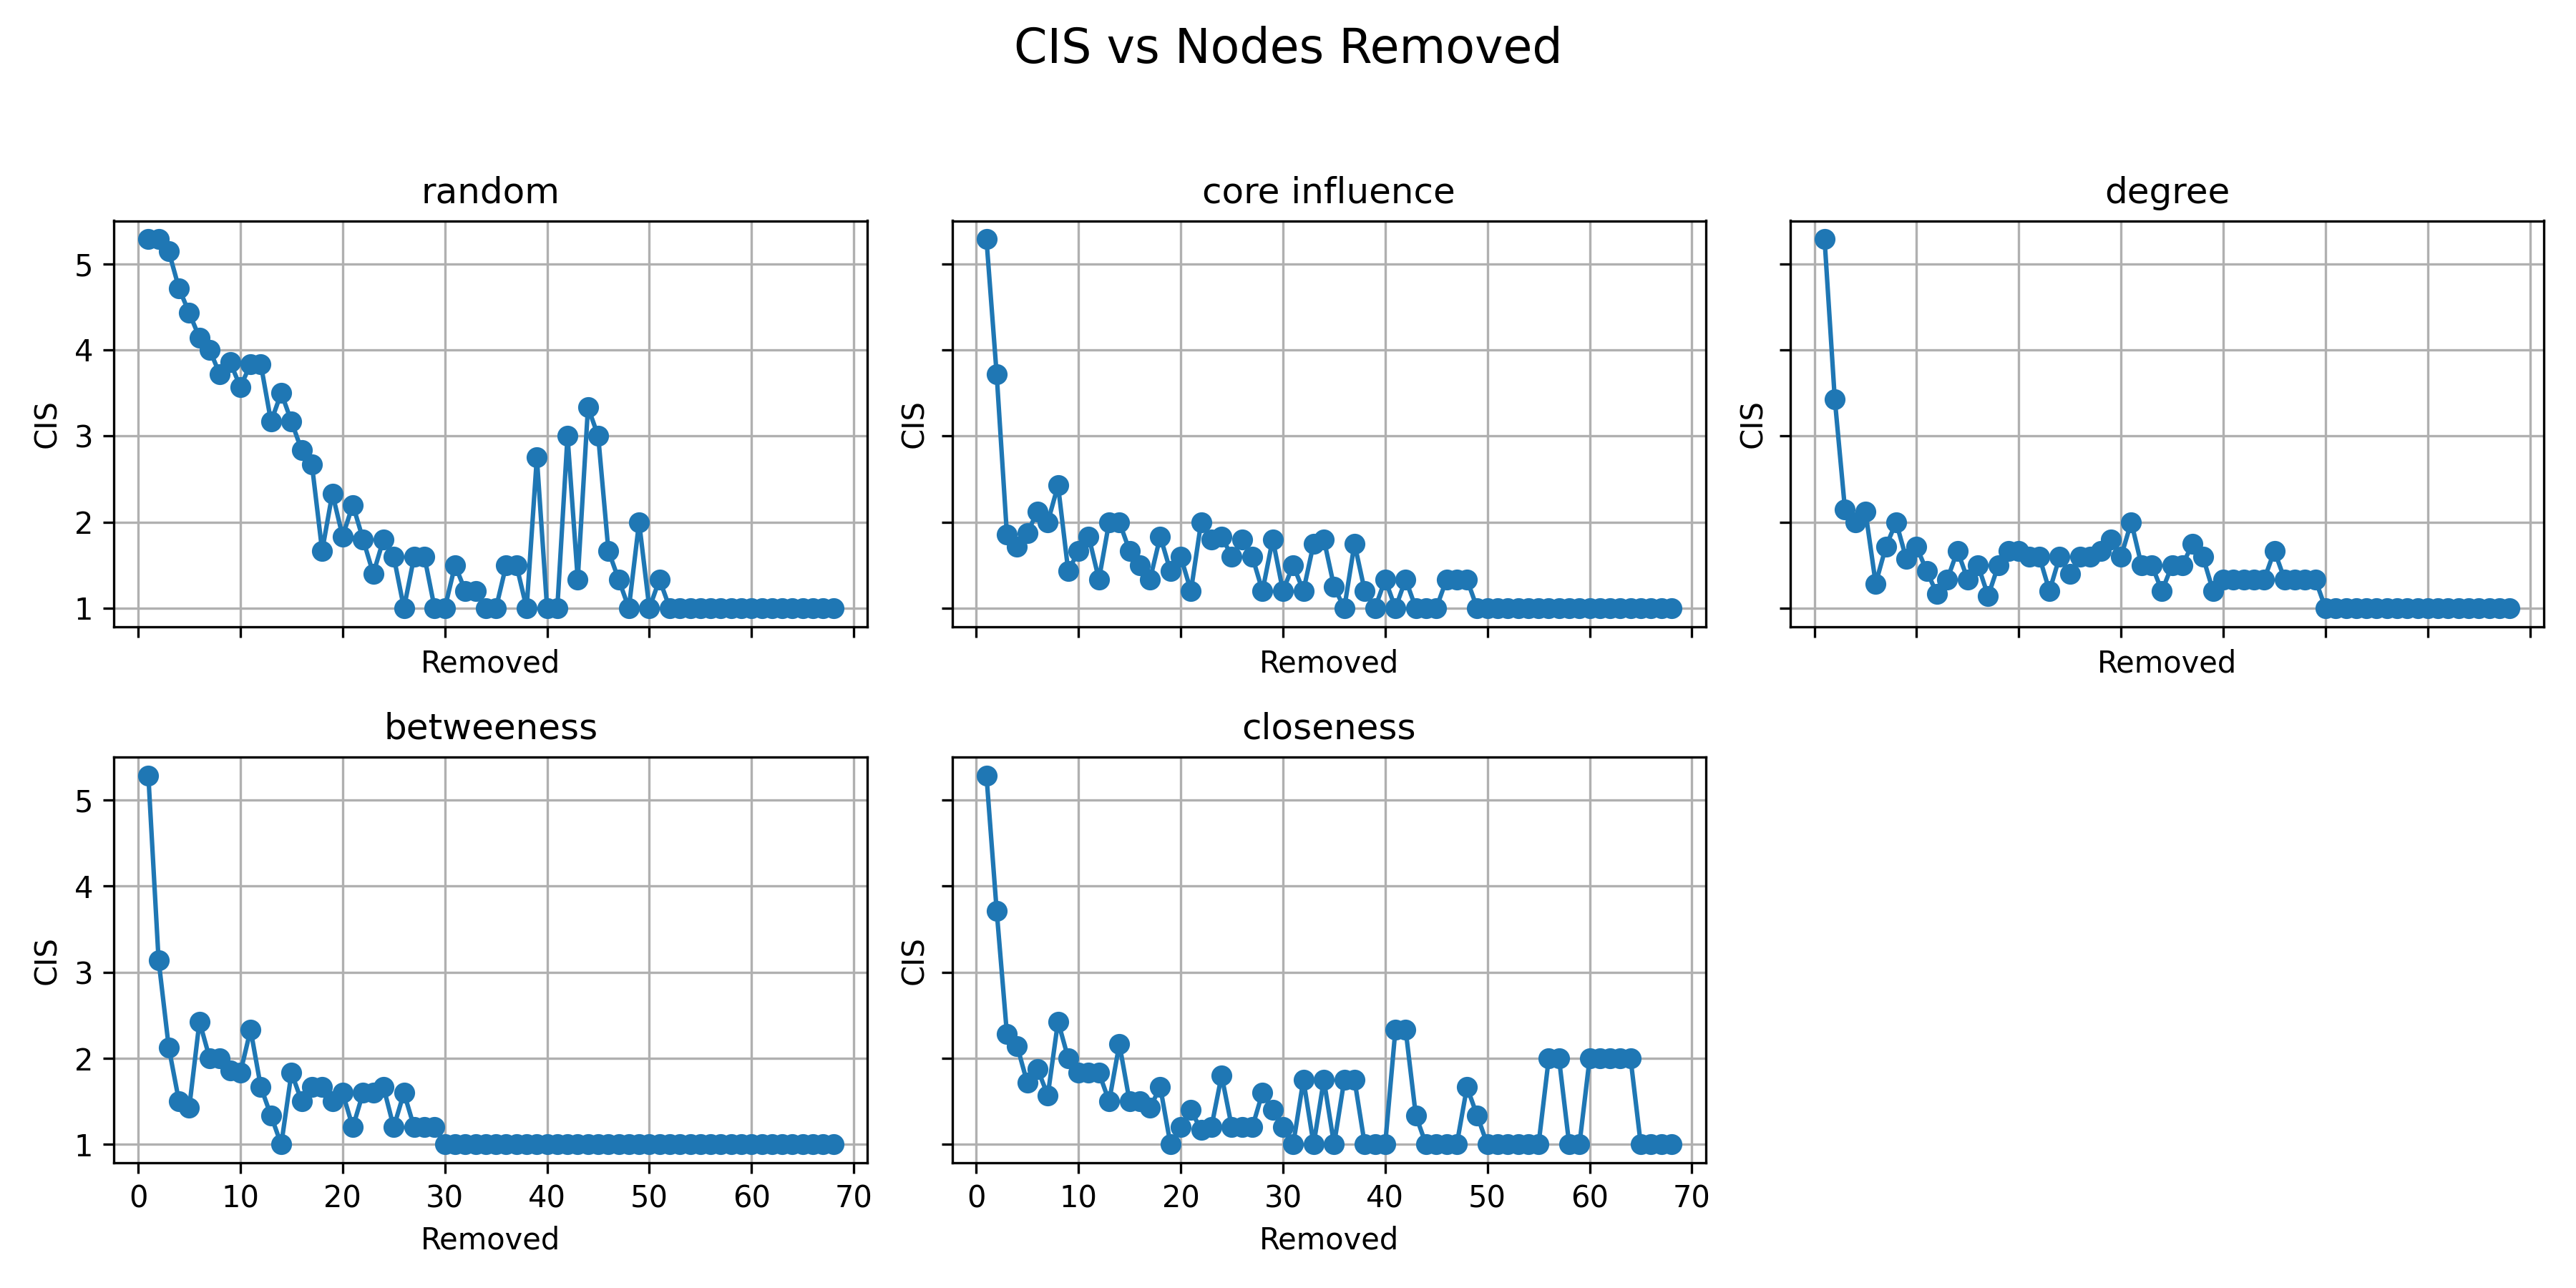 CIS vs Nodes Removed
random
core influence
degree
5
4
3
2
1
CIS
CIS
CIS
Removed
Removed
Removed
betweeness
closeness
5
4
3
2
1
CIS
CIS
0 10 20 30 40 50 60 70
0 10 20 30 40 50 60 70
Removed
Removed